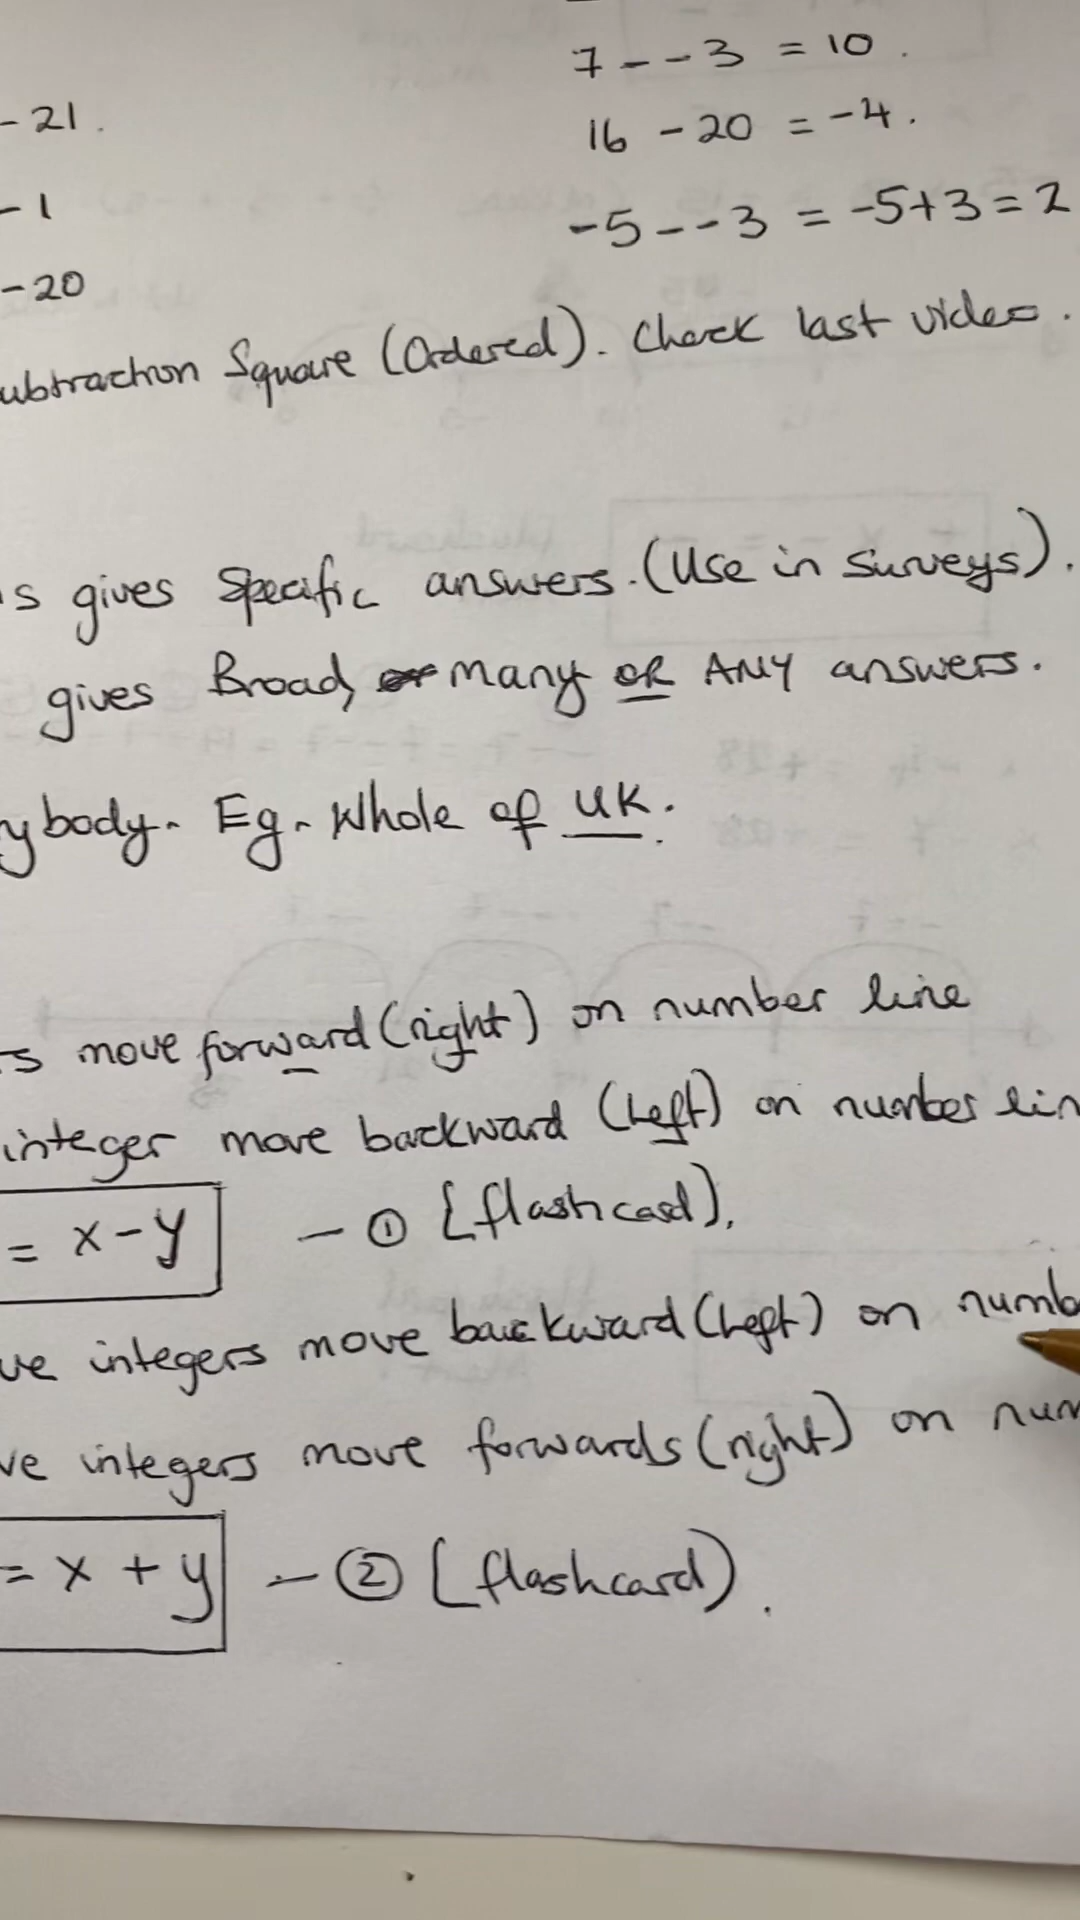 7 - - 3 = 10 .
- 21 .
16 - 20 = -4 .
- 1
-5 - - 3 = -5+3 = 2
- 20
ubtraction Square (Ordered). Check last video .
s gives Specific answers. (Use in Surveys).
gives Broad, many OR ANY answers.
ybody. Eg. Whole of UK.
s move forward (right) on number line
integer move backward (Left) on number lin
= x - y - ① [flashcard).
ve integers move backward (Left) on numb
ve integers move forwards (right) on num
= x + y - ② [flashcard).